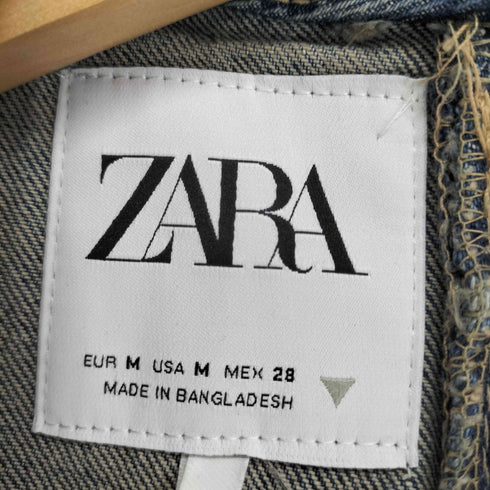 ZARA
EUR M USA M MEX 28
MADE IN BANGLADESH